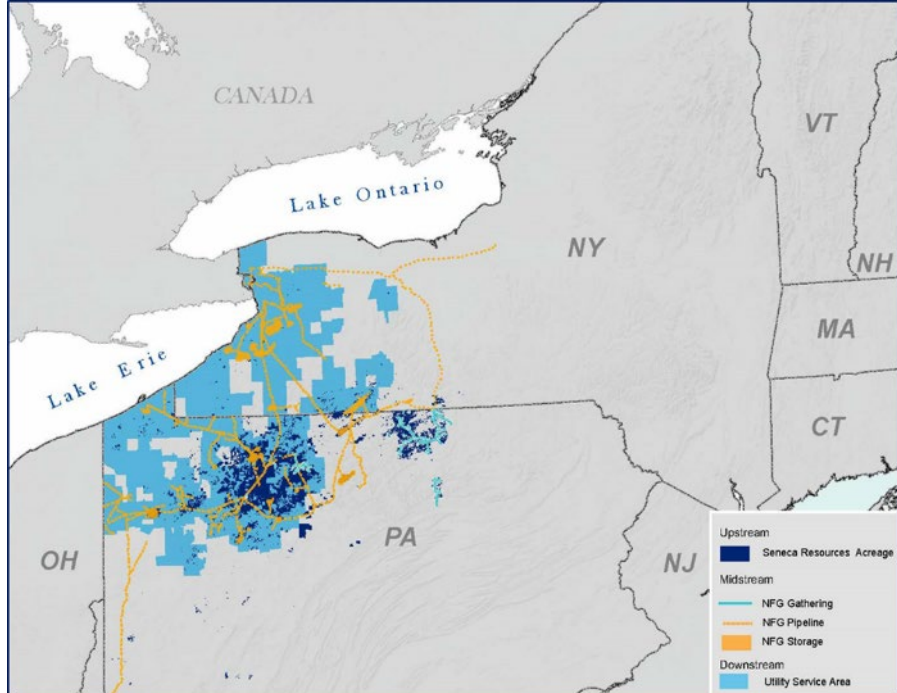 CANADA
VT
Lake Ontario
NY
NH
MA
Lake Erie
CT
OH
PA
NJ
Upstream
Seneca Resources Acreage
Midstream
NFG Gathering
NFG Pipeline
NFG Storage
Downstream
Utility Service Area